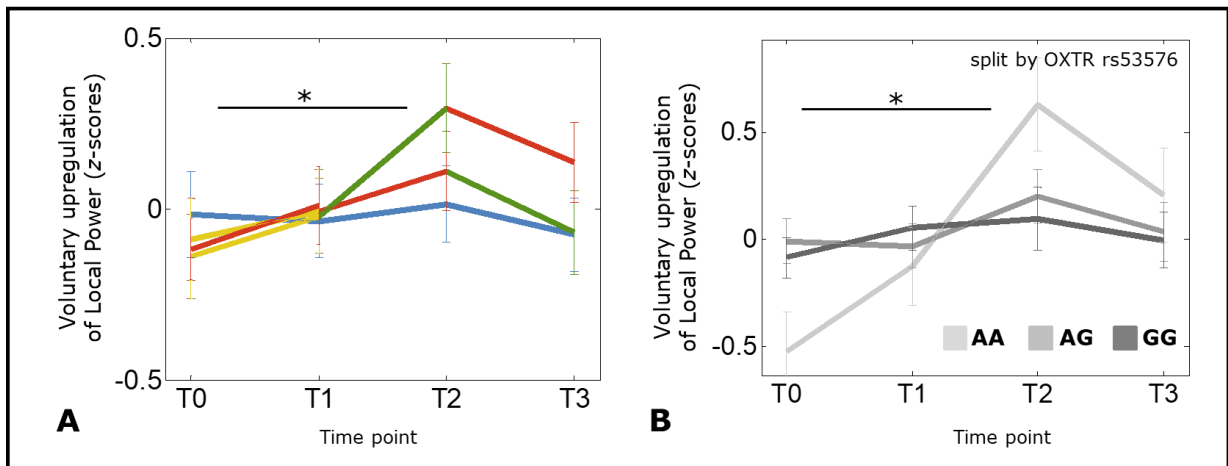 Voluntary upregulation
of Local Power (z-scores)
0.5
0
-0.5
*
T0 T1 T2 T3
Time point
A
Voluntary upregulation
of Local Power (z-scores)
split by OXTR rs53576
0.5
0
-0.5
*
AA AG GG
T0 T1 T2 T3
Time point
B